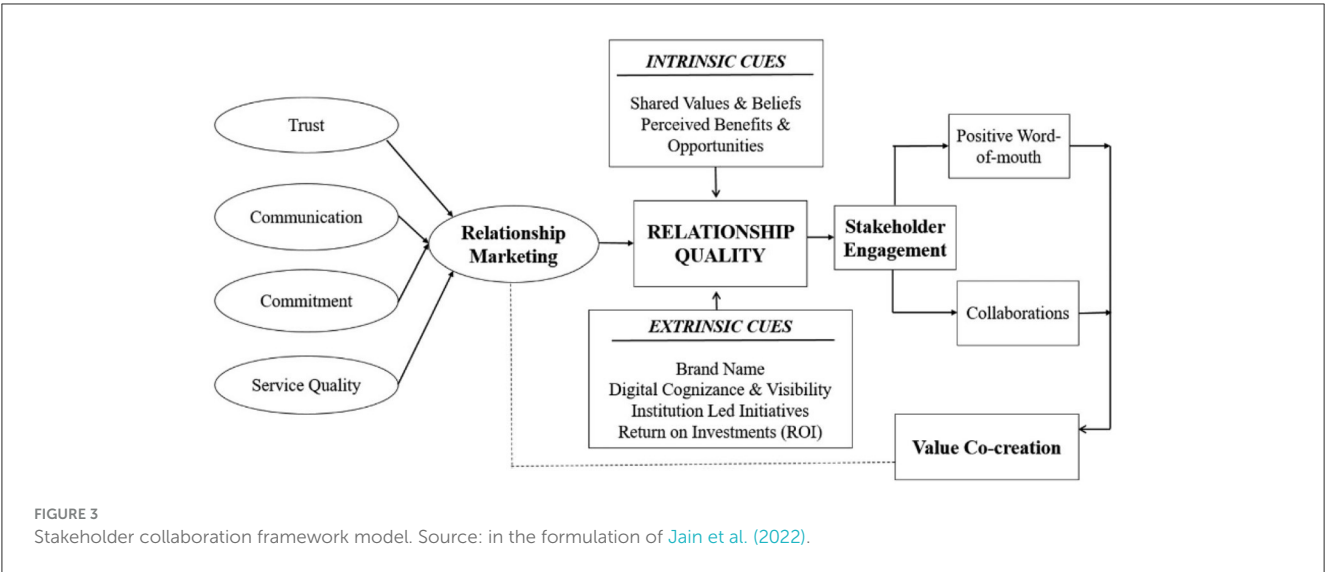 Trust
Communication
Commitment
Service Quality
Relationship
Marketing
INTRINSIC CUES
Shared Values & Beliefs
Perceived Benefits &
Opportunities
RELATIONSHIP
QUALITY
EXTRINSIC CUES
Brand Name
Digital Cognizance & Visibility
Institution Led Initiatives
Return on Investments (ROI)
Stakeholder
Engagement
Positive Word-
of-mouth
Collaborations
Value Co-creation
FIGURE 3
Stakeholder collaboration framework model. Source: in the formulation of Jain et al. (2022).